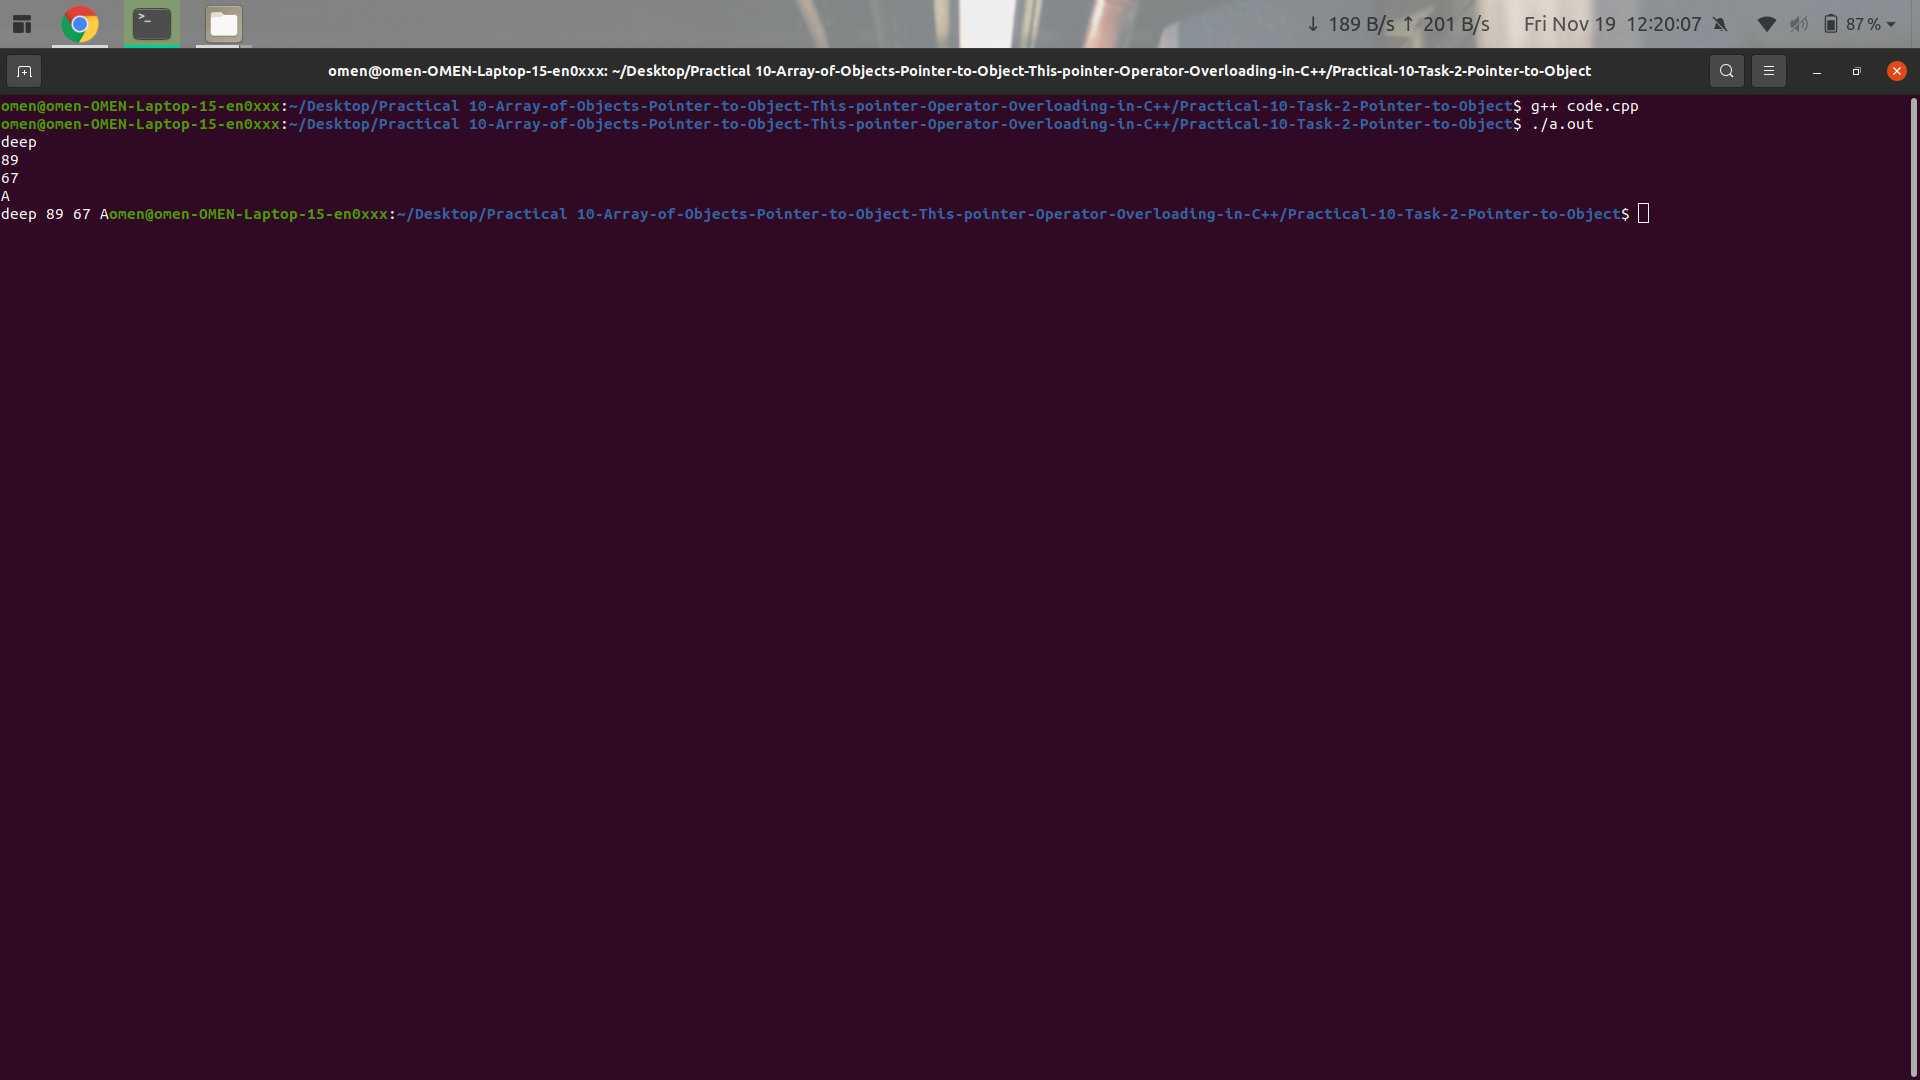 ↓ 189 B/s ↑ 201 B/s Fri Nov 19 12:20:07 87 %
omen@omen-OMEN-Laptop-15-en0xxx: ~/Desktop/Practical 10-Array-of-Objects-Pointer-to-Object-This-pointer-Operator-Overloading-in-C++/Practical-10-Task-2-Pointer-to-Object
omen@omen-OMEN-Laptop-15-en0xxx:~/Desktop/Practical 10-Array-of-Objects-Pointer-to-Object-This-pointer-Operator-Overloading-in-C++/Practical-10-Task-2-Pointer-to-Object$ g++ code.cpp
omen@omen-OMEN-Laptop-15-en0xxx:~/Desktop/Practical 10-Array-of-Objects-Pointer-to-Object-This-pointer-Operator-Overloading-in-C++/Practical-10-Task-2-Pointer-to-Object$ ./a.out
deep
89
67
A
deep 89 67 Aomen@omen-OMEN-Laptop-15-en0xxx:~/Desktop/Practical 10-Array-of-Objects-Pointer-to-Object-This-pointer-Operator-Overloading-in-C++/Practical-10-Task-2-Pointer-to-Object$